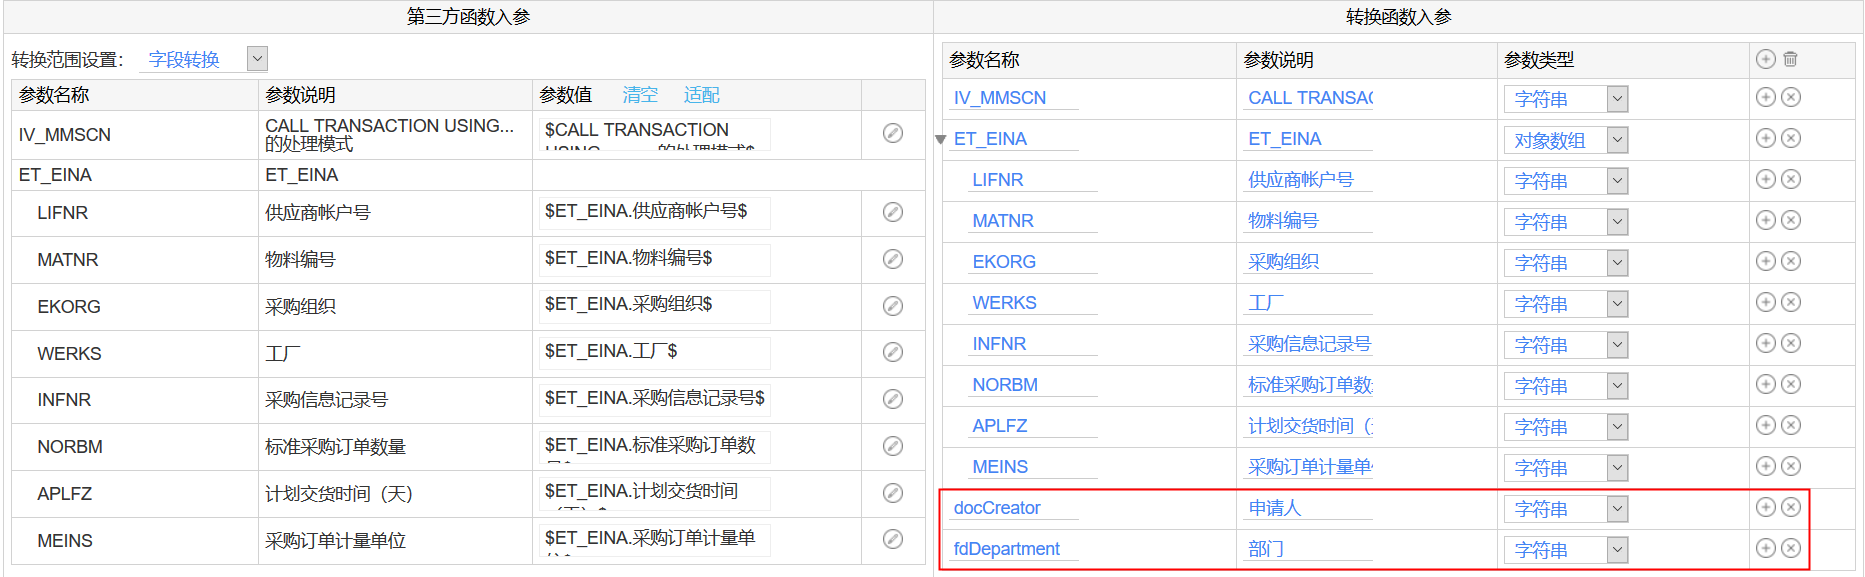 第三方函数入参
转换范围设置： 字段转换
参数名称 参数说明 参数值 清空 适配
IV_MMSCN CALL TRANSACTION USING...的处理模式 $CALL TRANSACTION
ET_EINA ET_EINA
LIFNR 供应商帐户号 $ET_EINA.供应商帐户号$
MATNR 物料编号 $ET_EINA.物料编号$
EKORG 采购组织 $ET_EINA.采购组织$
WERKS 工厂 $ET_EINA.工厂$
INFNR 采购信息记录号 $ET_EINA.采购信息记录号$
NORBM 标准采购订单数量 $ET_EINA.标准采购订单数
APLFZ 计划交货时间（天） $ET_EINA.计划交货时间
MEINS 采购订单计量单位 $ET_EINA.采购订单计量单
转换函数入参
参数名称 参数说明 参数类型
IV_MMSCN CALL TRANSAC 字符串
ET_EINA ET_EINA 对象数组
LIFNR 供应商帐户号 字符串
MATNR 物料编号 字符串
EKORG 采购组织 字符串
WERKS 工厂 字符串
INFNR 采购信息记录号 字符串
NORBM 标准采购订单数 字符串
APLFZ 计划交货时间（ 字符串
MEINS 采购订单计量单 字符串
docCreator 申请人 字符串
fdDepartment 部门 字符串